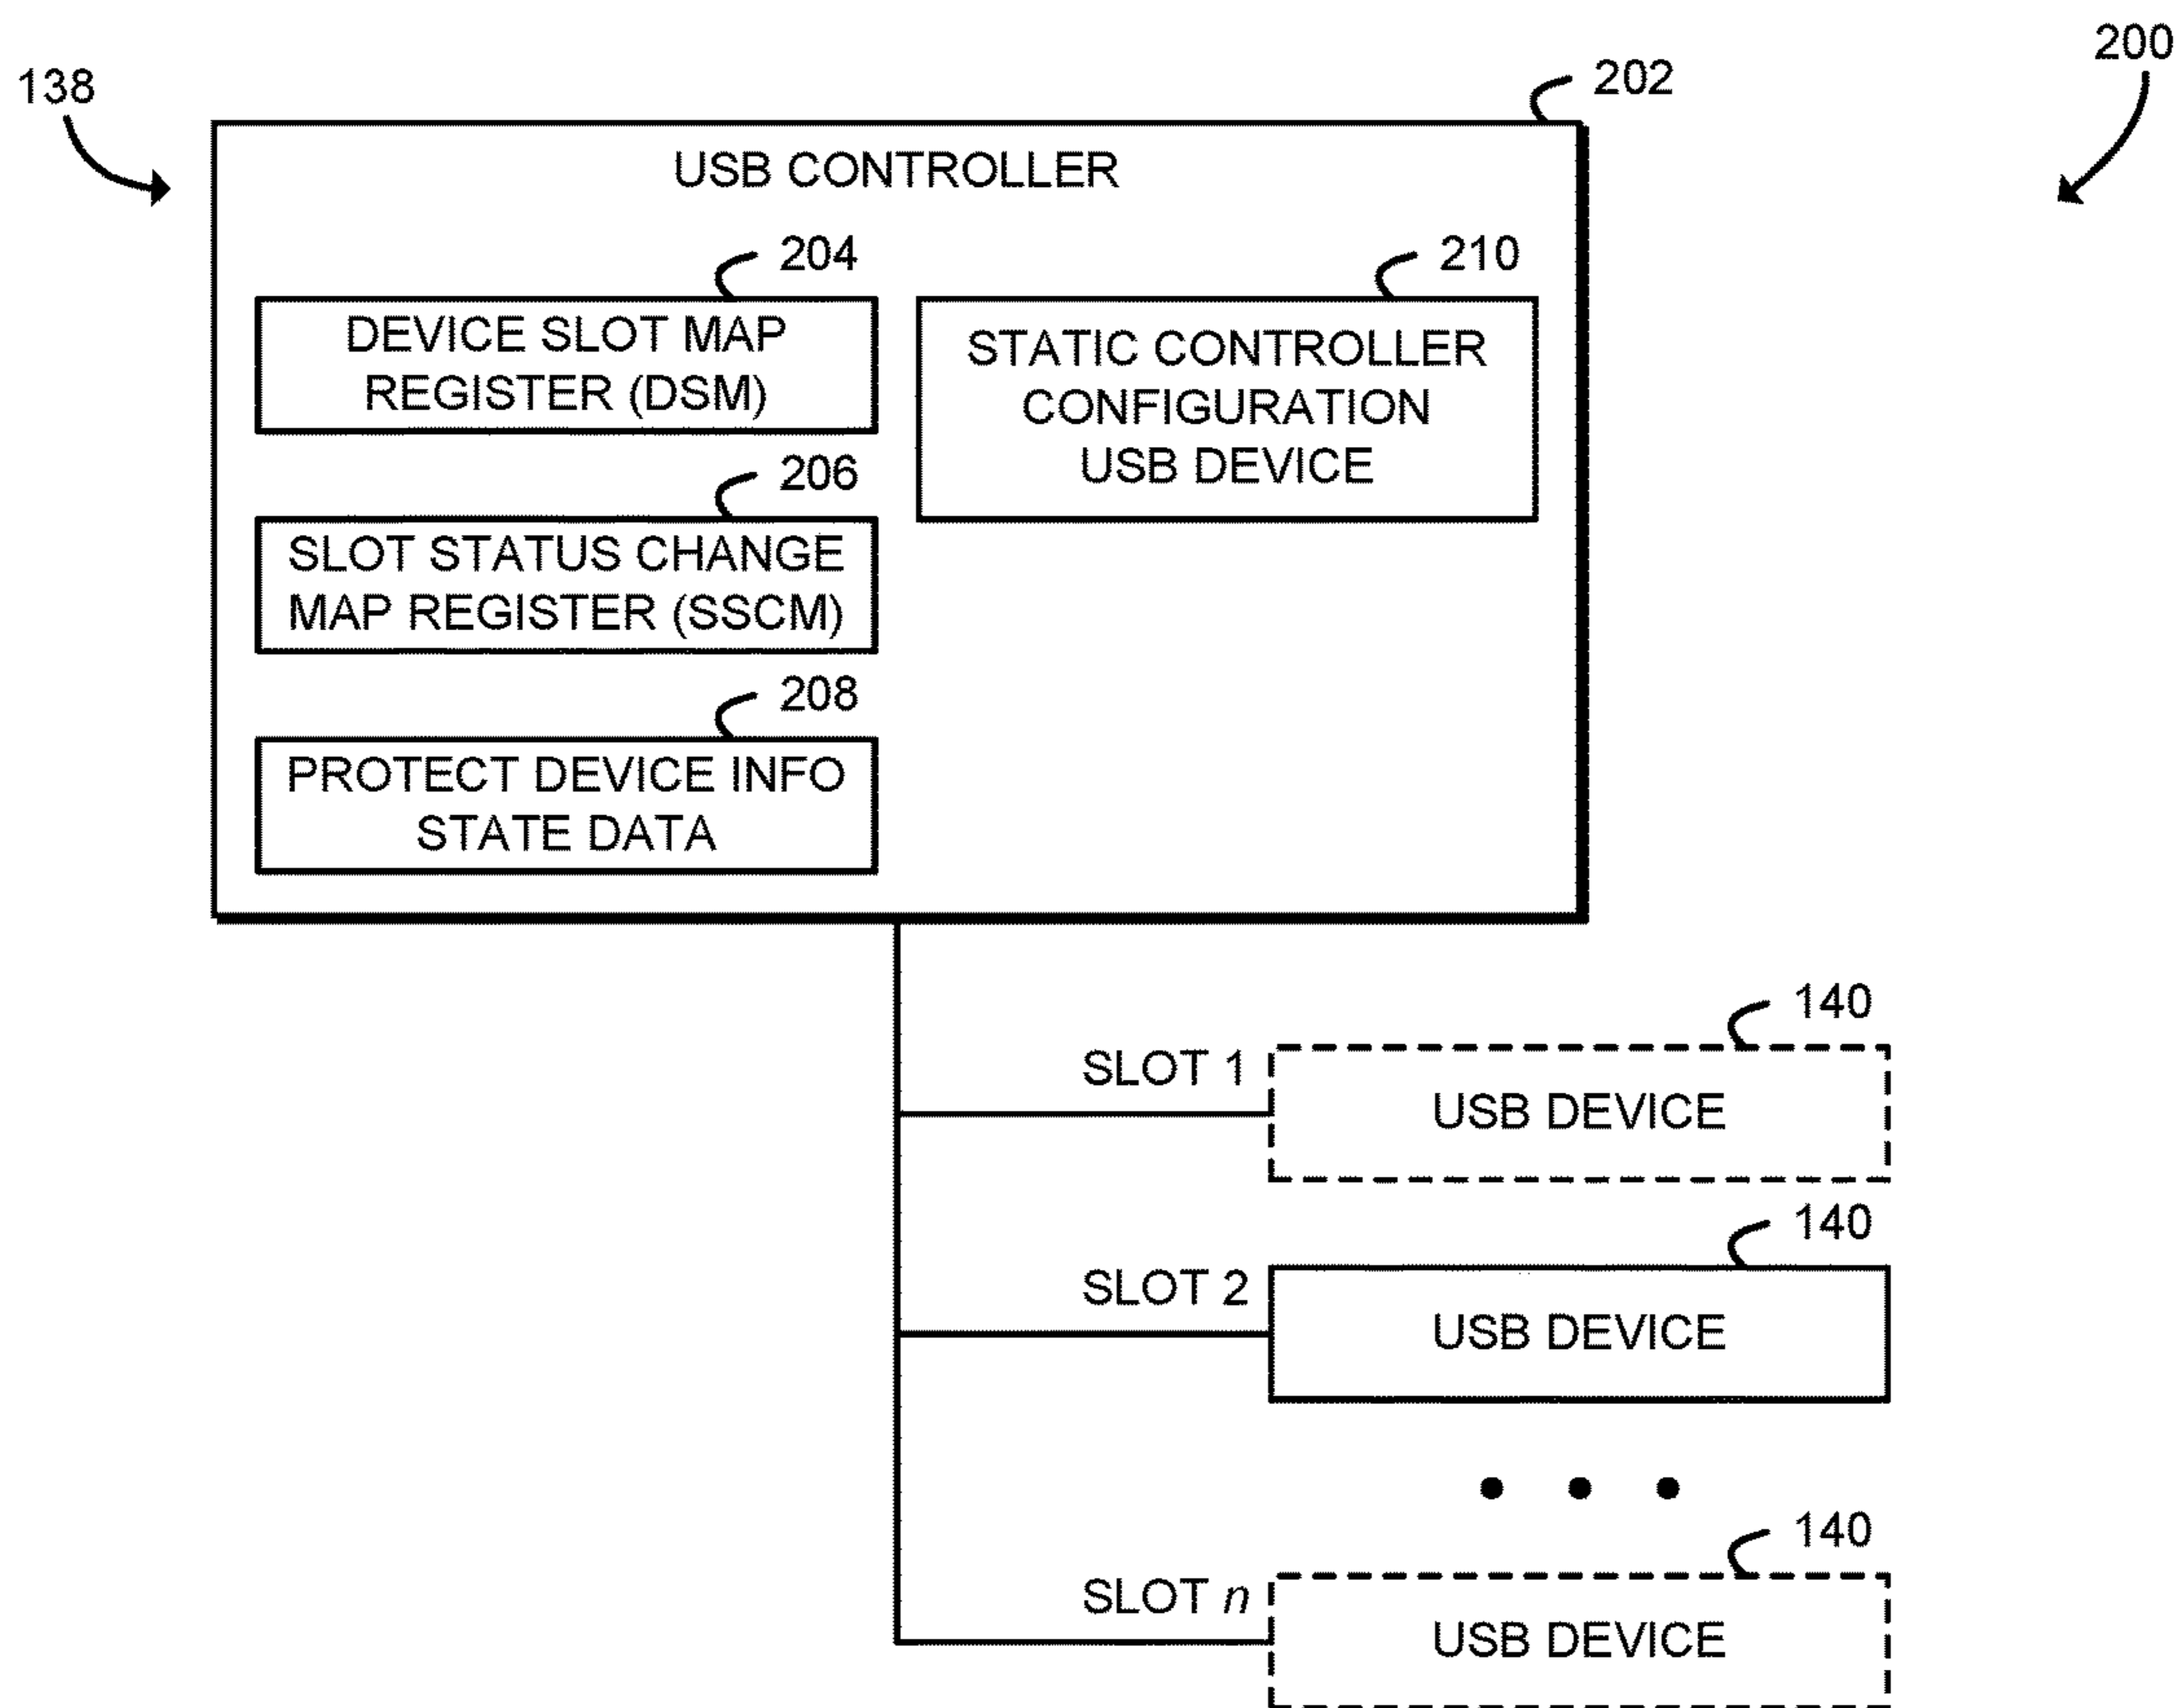 200
138
202
USB CONTROLLER
204
DEVICE SLOT MAP
REGISTER (DSM)
210
STATIC CONTROLLER
CONFIGURATION
USB DEVICE
206
SLOT STATUS CHANGE
MAP REGISTER (SSCM)
208
PROTECT DEVICE INFO
STATE DATA
140
SLOT 1
USB DEVICE
140
SLOT 2
USB DEVICE
140
SLOT n
USB DEVICE